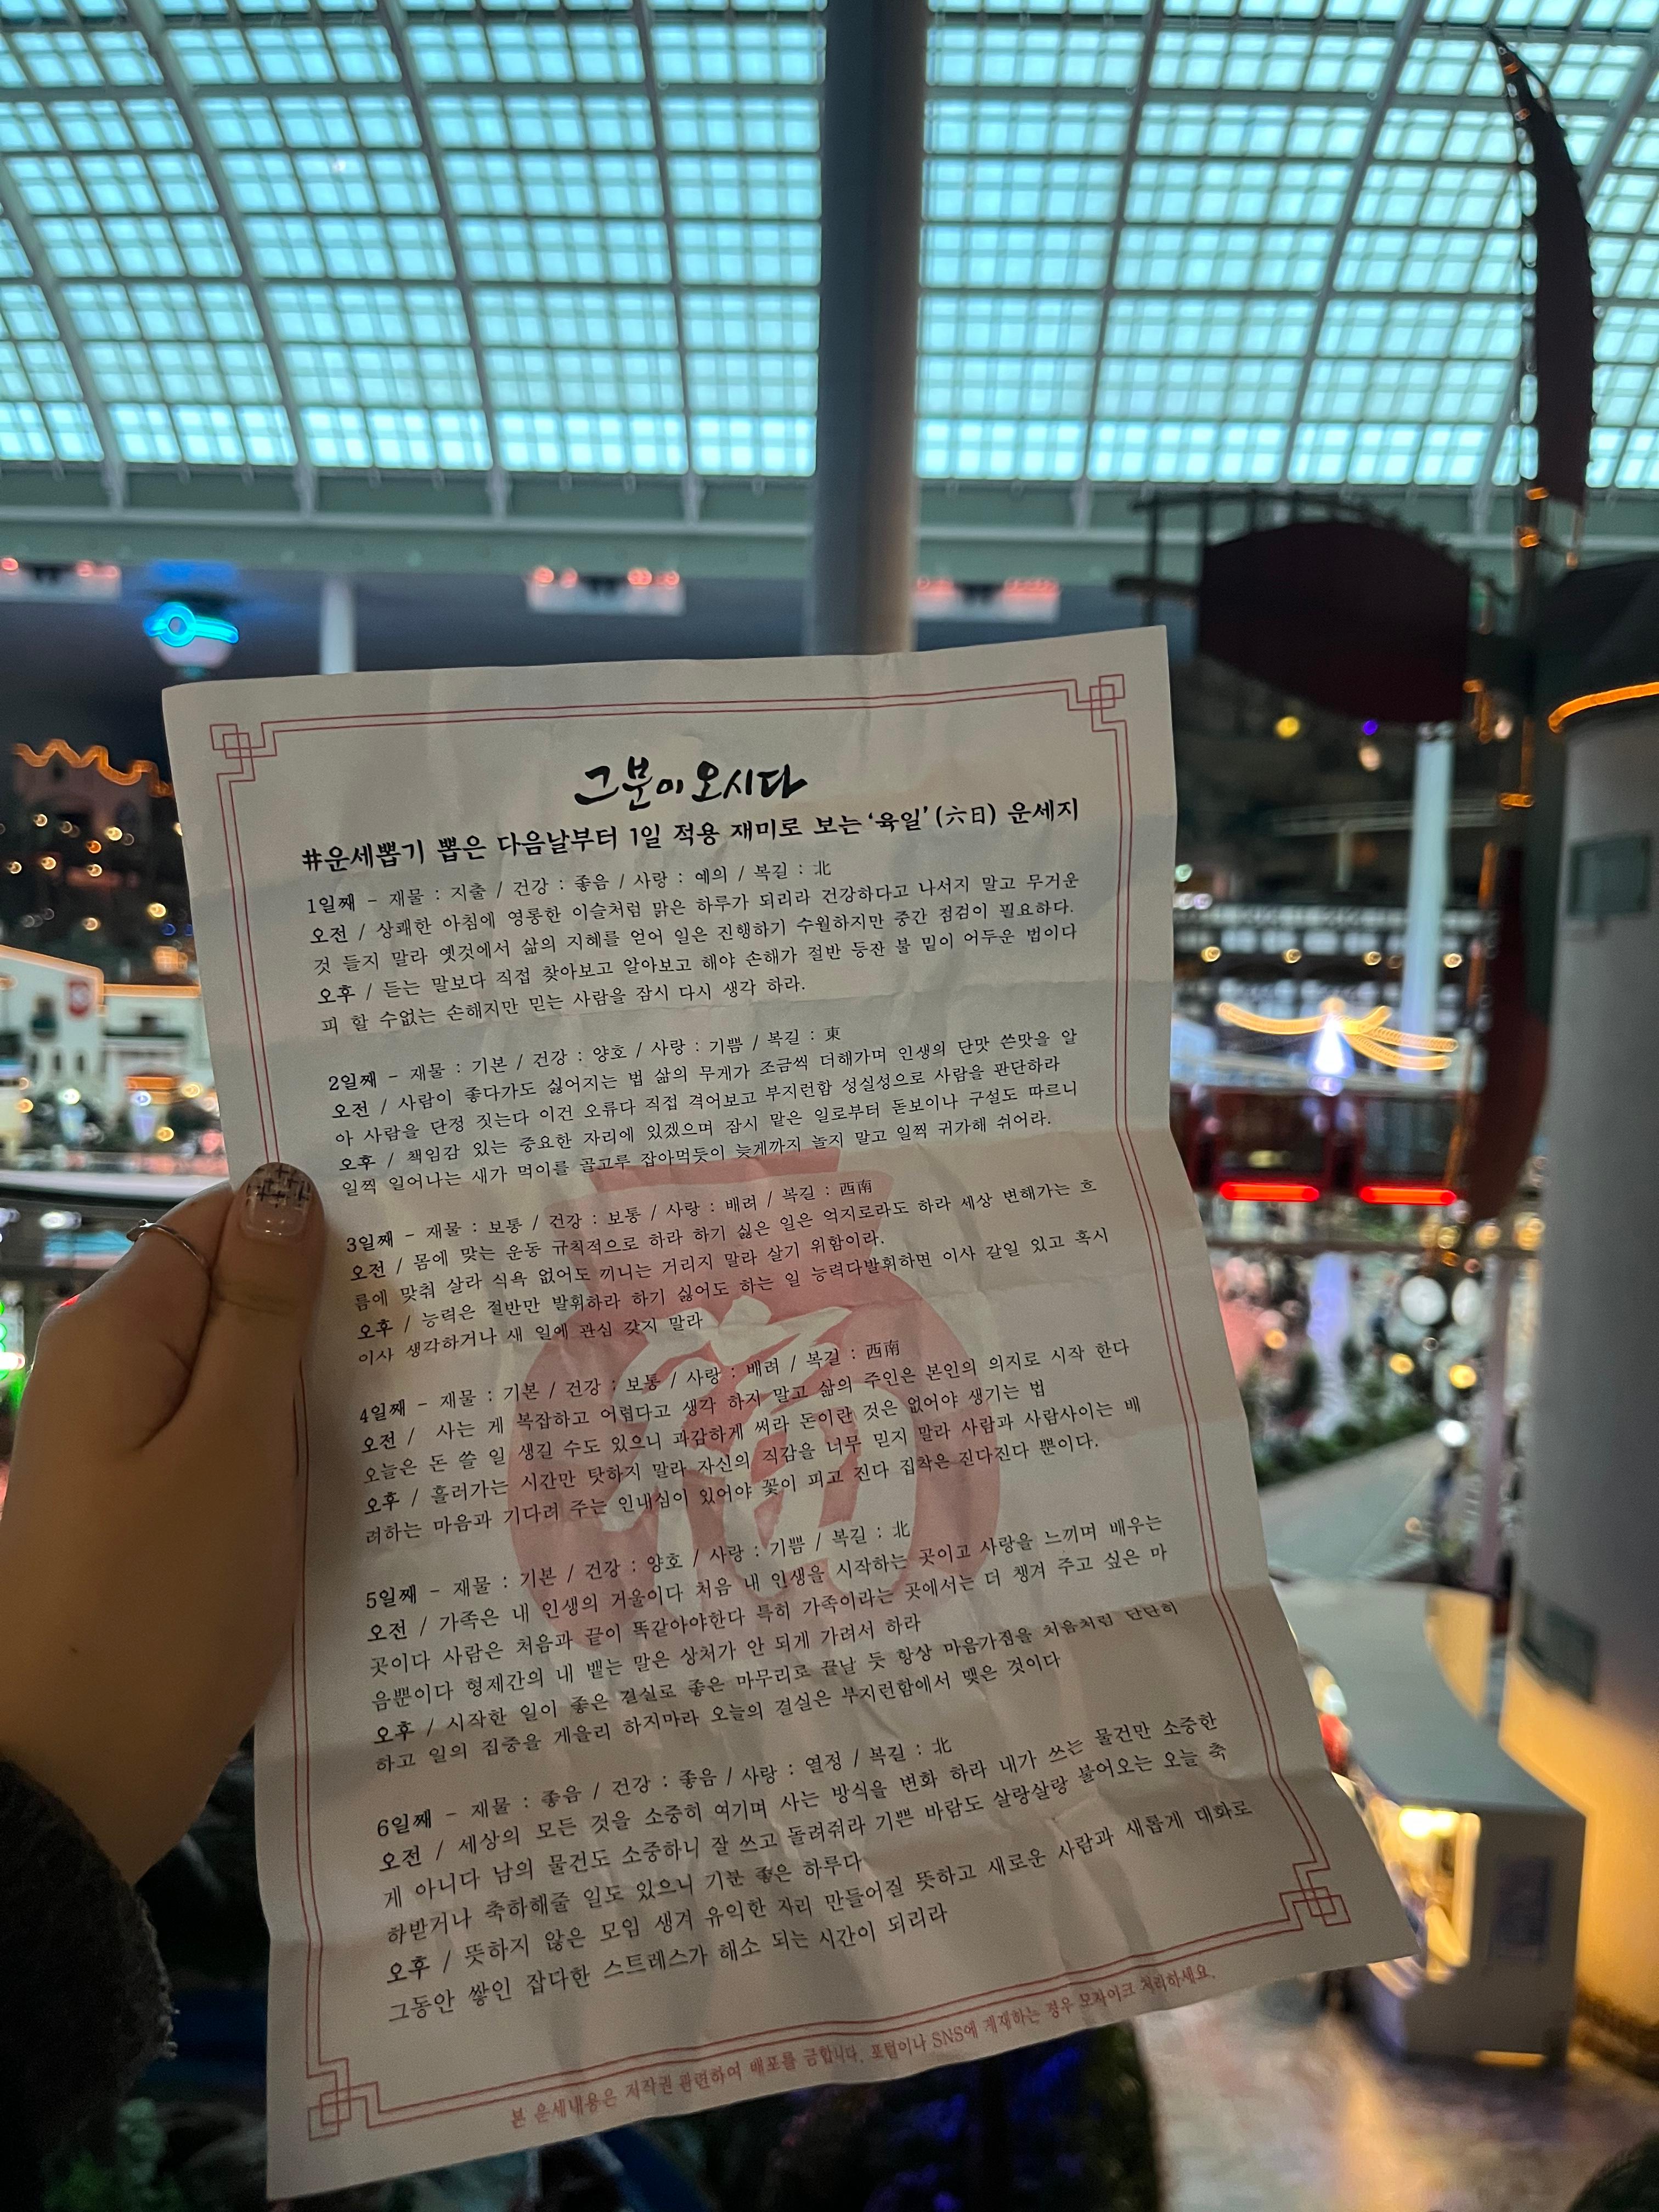 그분이오시다
#운세뽑기 뽑은 다음날부터 1일 적용 재미로 보는 '육일' (六日) 운세지
1일째 - 재물 : 지출 / 건강 : 좋음 / 사랑 : 예의 / 복길 : 北
오전 / 상쾌한 아침에 영롱한 이슬처럼 맑은 하루가 되리라 건강하다고 나서지 말고 무거운
것 들지 말라 옛것에서 삶의 지혜를 얻어 일은 진행하기 수월하지만 중간 점검이 필요하다.
오후 / 듣는 말보다 직접 찾아보고 알아보고 해야 손해가 절반 등잔 불 밑이 어두운 법이다
피 할 수없는 손해지만 믿는 사람을 잠시 다시 생각 하라.
2일째 - 재물 : 기본 / 건강 : 양호 / 사랑 : 기쁨 / 복길 : 東
오전 / 사람이 좋다가도 싫어지는 법 삶의 무게가 조금씩 더해가며 인생의 단맛 쓴맛을 알
아 사람을 단정 짓는다 이건 오류다 직접 겪어보고 부지런함 성실성으로 사람을 판단하라
오후 / 책임감 있는 중요한 자리에 있겠으며 잠시 맡은 일로부터 돋보이나 구설도 따르니
일찍 일어나는 새가 먹이를 골고루 잡아먹듯이 늦게까지 놀지 말고 일찍 귀가해 쉬어라.
3일째 - 재물 : 보통 / 건강 : 보통 / 사랑 : 배려 / 복길 : 西南
오전 / 몸에 맞는 운동 규칙적으로 하라 하기 싫은 일은 억지로라도 하라 세상 변해가는 흐
름에 맞춰 살라 식욕 없어도 끼니는 거리지 말라 살기 위함이라.
오후 / 능력은 절반만 발휘하라 하기 싫어도 하는 일 능력다발휘하면 이사 갈일 있고 혹시
이사 생각하거나 새 일에 관심 갖지 말라
4일째 - 재물 : 기본 / 건강 : 보통 / 사랑 : 배려 / 복길 : 西南
오전 / 사는 게 복잡하고 어렵다고 생각 하지 말고 삶의 주인은 본인의 의지로 시작 한다
오늘은 돈 쓸 일 생길 수도 있으니 과감하게 써라 돈이란 것은 없어야 생기는 법
오후 / 흘러가는 시간만 탓하지 말라 자신의 직감을 너무 믿지 말라 사람과 사람사이는 배
려하는 마음과 기다려 주는 인내심이 있어야 꽃이 피고 진다 집착은 진다진다 뿐이다.
福
5일째 - 재물 : 기본 / 건강 : 양호 / 사랑 : 기쁨 / 복길 : 北
오전 / 가족은 내 인생의 거울이다 처음 내 인생을 시작하는 곳이고 사랑을 느끼며 배우는
곳이다 사람은 처음과 끝이 똑같아야한다 특히 가족이라는 곳에서는 더 챙겨 주고 싶은 마
음뿐이다 형제간의 내 뱉는 말은 상처가 안 되게 가려서 하라
오후 / 시작한 일이 좋은 결실로 좋은 마무리로 끝날 듯 항상 마음가짐을 처음처럼 단단히
하고 일의 집중을 게을리 하지마라 오늘의 결실은 부지런함에서 맺은 것이다
6일째 - 재물 : 좋음 / 건강 : 좋음 / 사랑 : 열정 / 복길 : 北
오전 / 세상의 모든 것을 소중히 여기며 사는 방식을 변화 하라 내가 쓰는 물건만 소중한
게 아니다 남의 물건도 소중하니 잘 쓰고 돌려줘라 기쁜 바람도 살랑살랑 불어오는 오늘 축
하받거나 축하해줄 일도 있으니 기분 좋은 하루다
오후 / 뜻하지 않은 모임 생겨 유익한 자리 만들어질 뜻하고 새로운 사람과 새롭게 대화로
그동안 쌓인 잡다한 스트레스가 해소 되는 시간이 되리라
본 운세내용은 저작권 관련하여 배포를 금합니다. 포털이나 SNS에 게재하는 경우 모자이크 처리하세요.